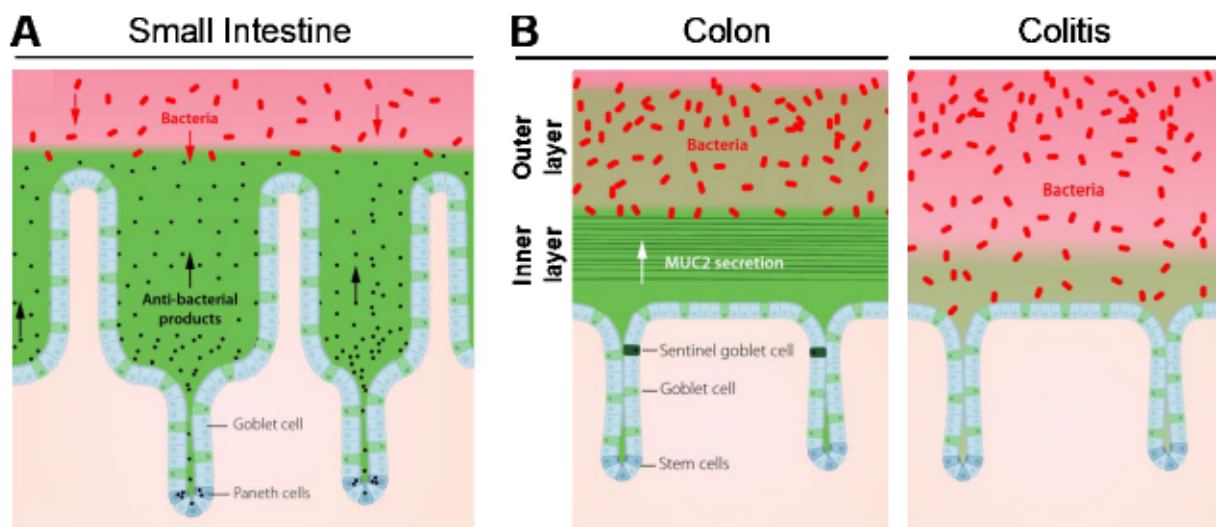 A
Small Intestine
Bacteria
Anti-bacterial
products
Goblet cell
Paneth cells
B
Colon
Colitis
Outer
layer
Inner
layer
Bacteria
MUC2 secretion
Sentinel goblet cell
Goblet cell
Stem cells
Bacteria